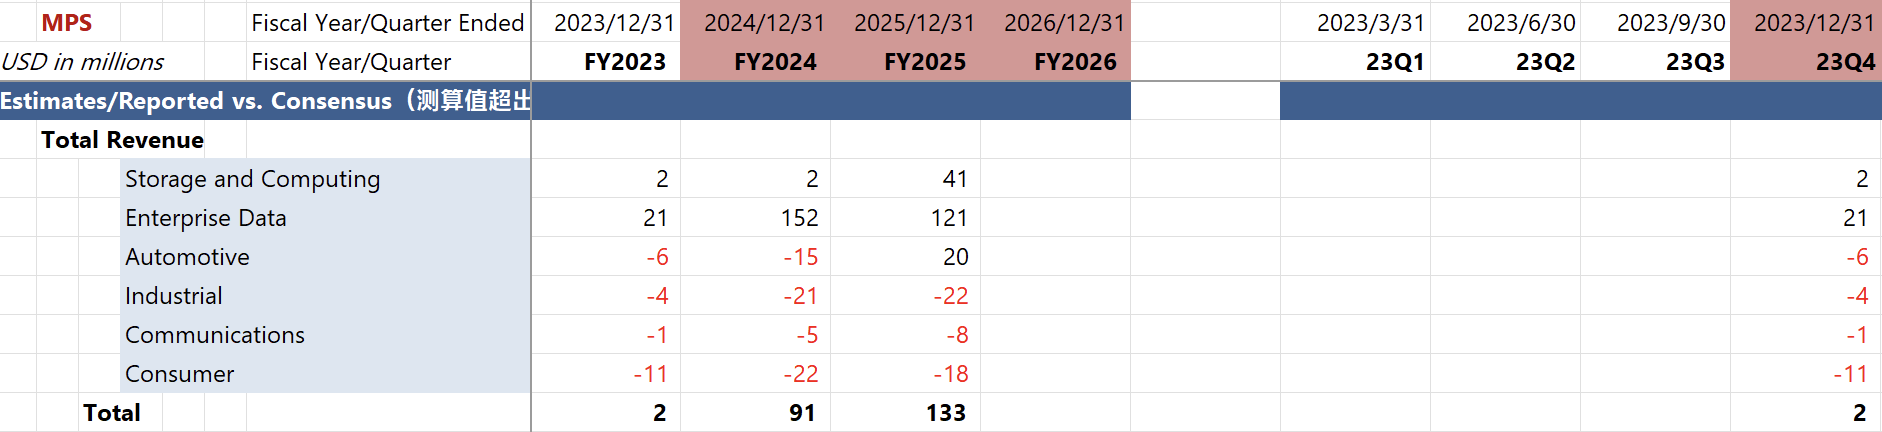 MPS Fiscal Year/Quarter Ended 2023/12/31 2024/12/31 2025/12/31 2026/12/31 2023/3/31 2023/6/30 2023/9/30 2023/12/31
USD in millions Fiscal Year/Quarter FY2023 FY2024 FY2025 FY2026 23Q1 23Q2 23Q3 23Q4
Estimates/Reported vs. Consensus（测算值超出
Total Revenue
Storage and Computing 2 2 41 2
Enterprise Data 21 152 121 21
Automotive -6 -15 20 -6
Industrial -4 -21 -22 -4
Communications -1 -5 -8 -1
Consumer -11 -22 -18 -11
Total 2 91 133 2